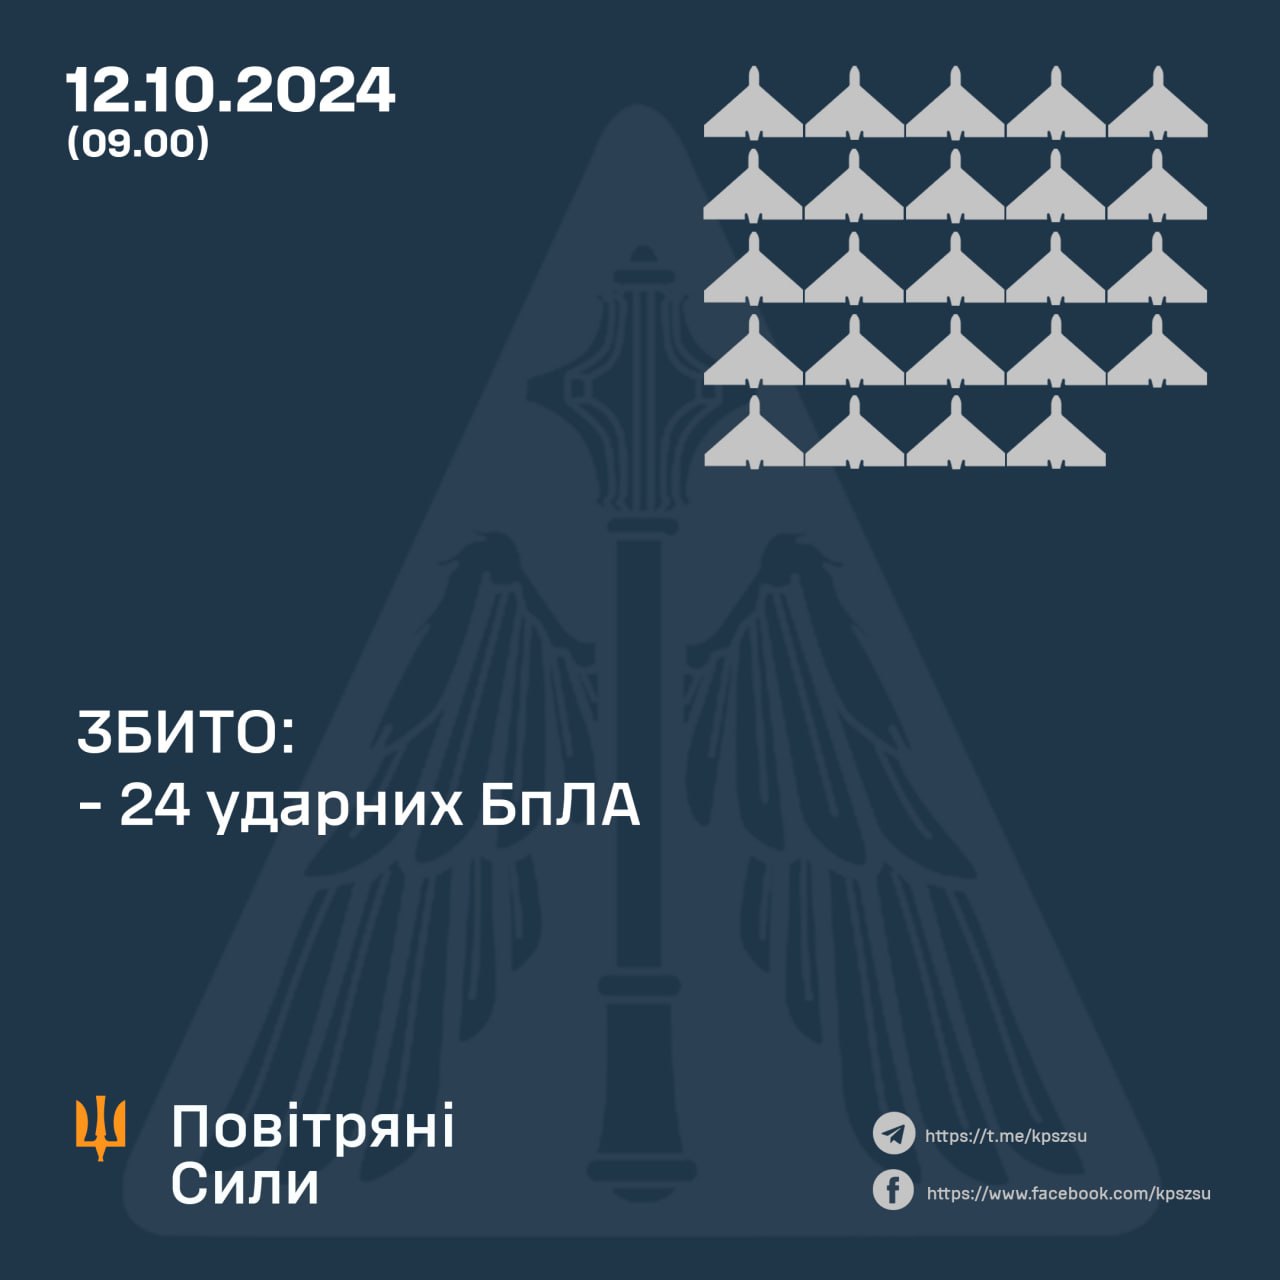 12.10.2024
(09.00)
ЗБИТО:
- 24 ударних БпЛА
Повітряні
Сили
https://t.me/kpszsu
https://www.facebook.com/kpszsu